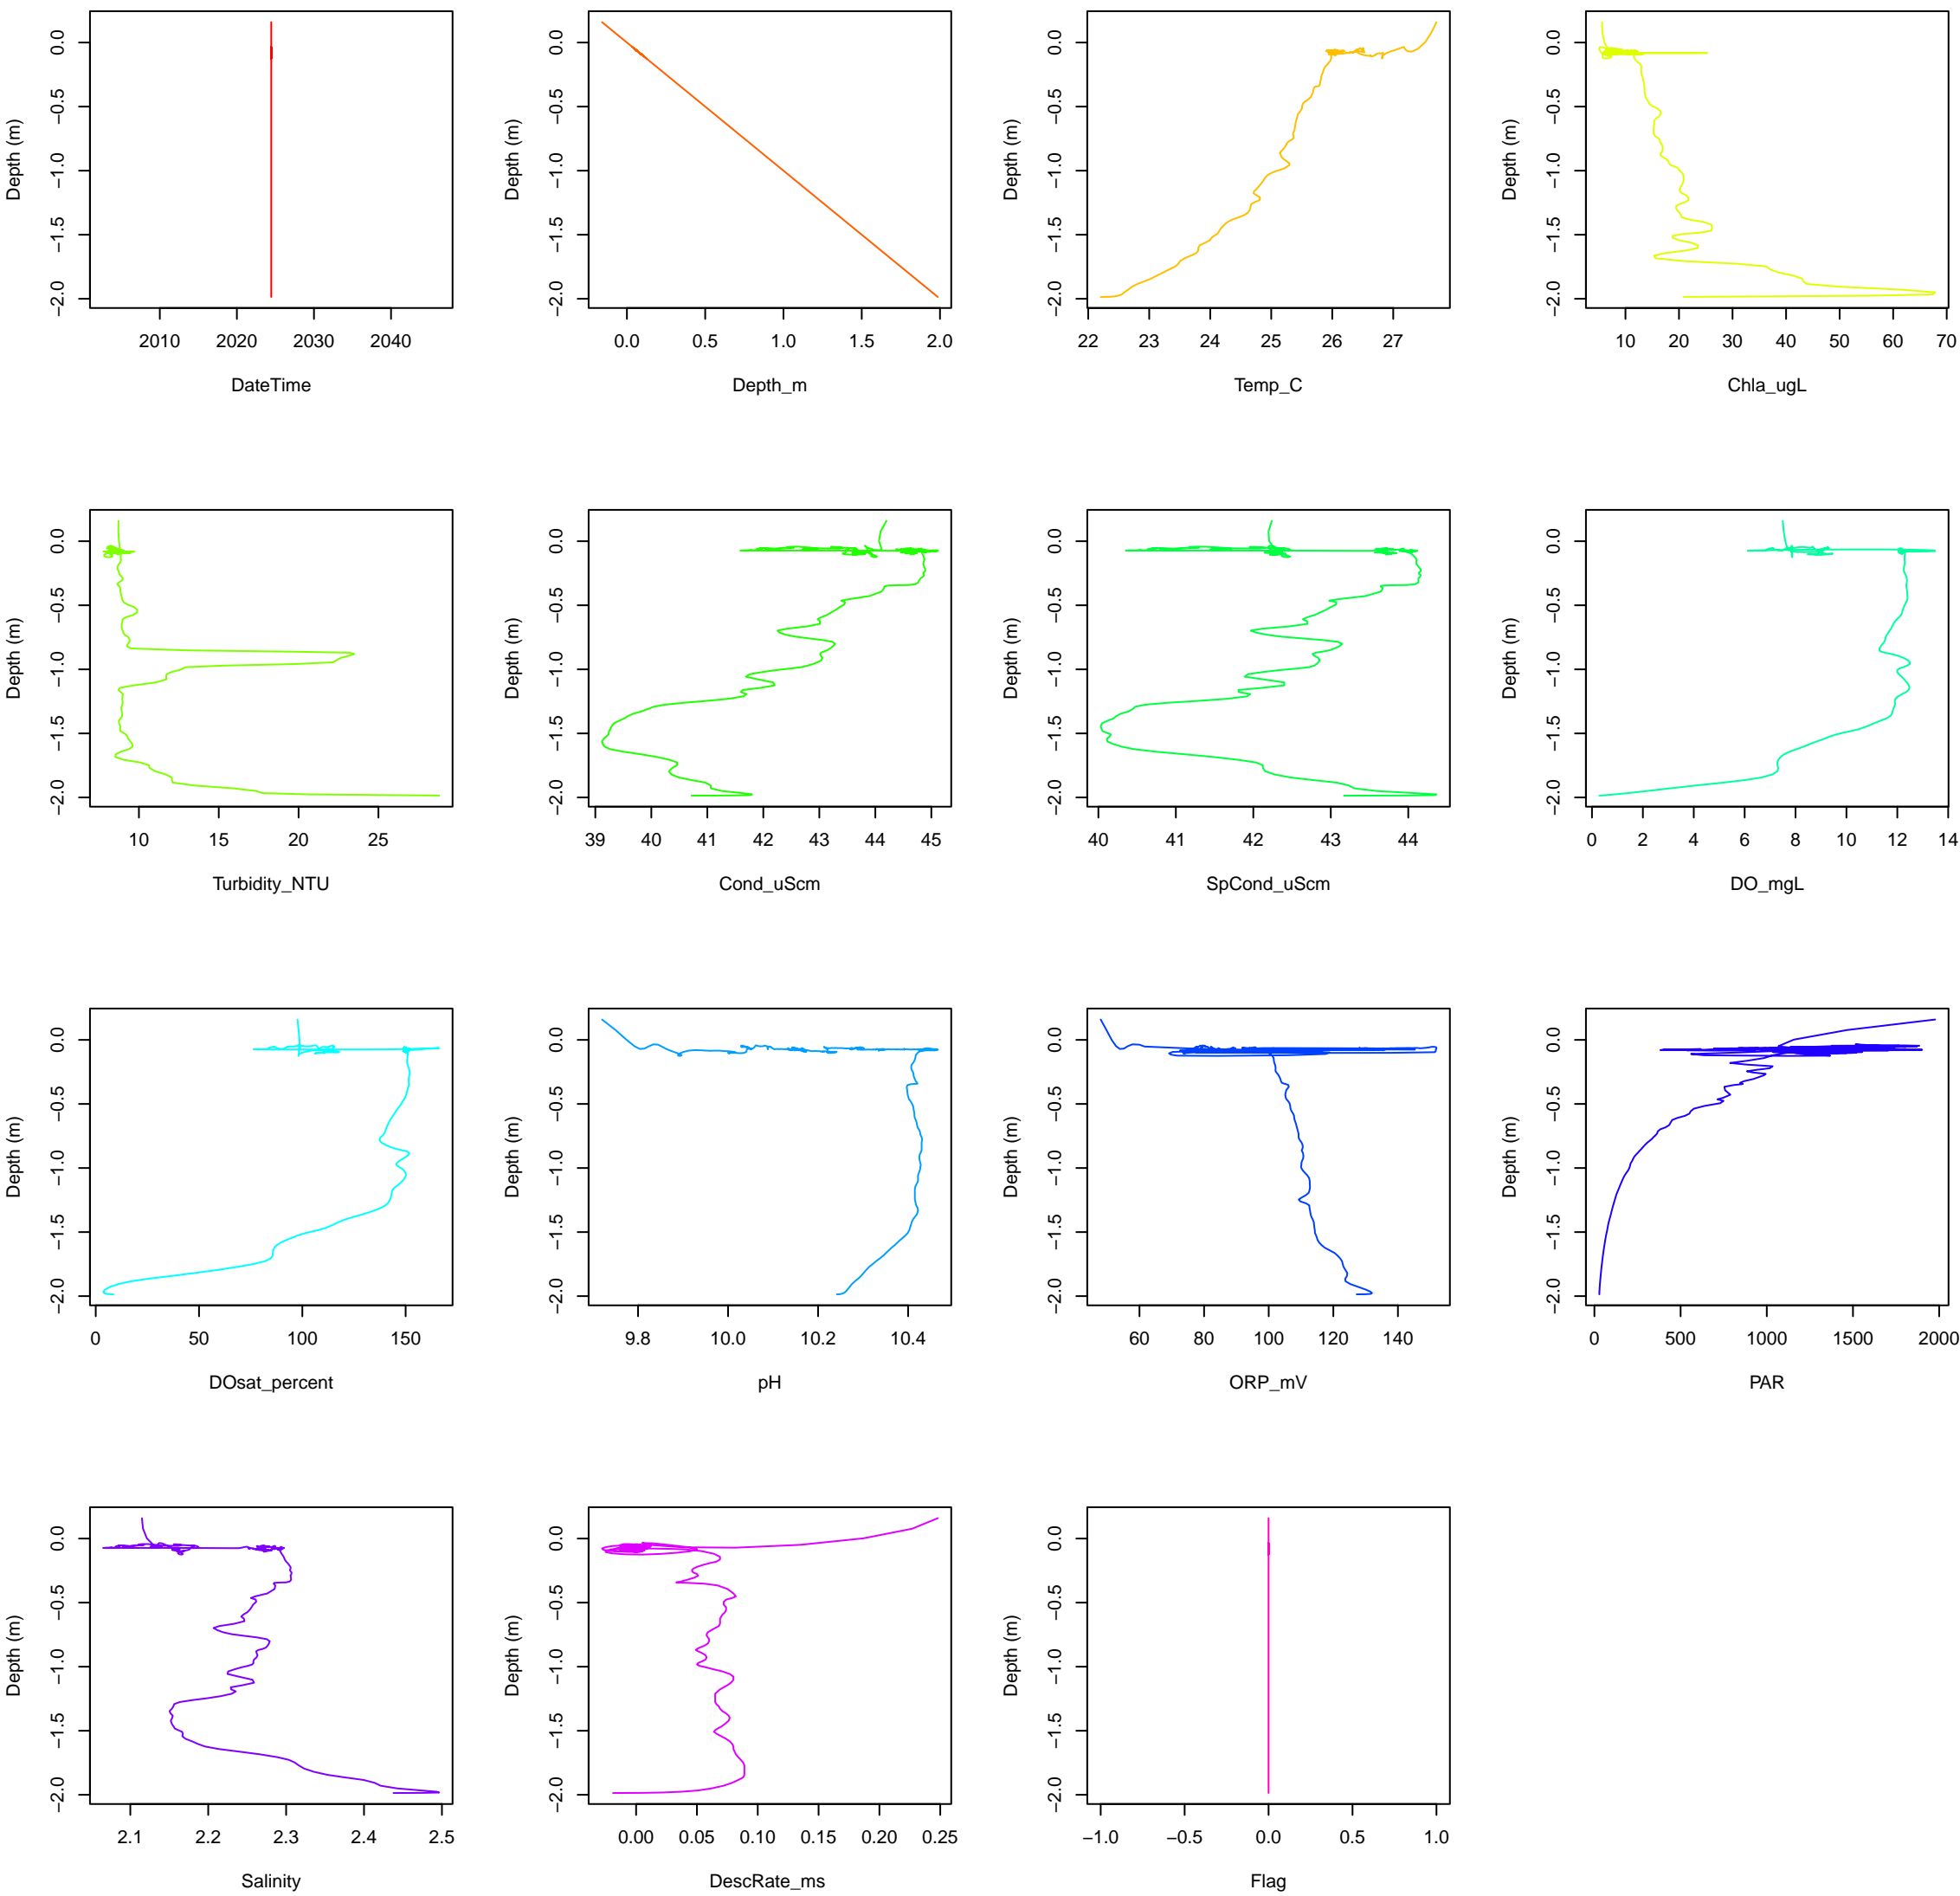 Depth (m)
0.0
−0.5
−1.0
−1.5
−2.0
2010 2020 2030 2040
DateTime
Depth (m)
0.0
−0.5
−1.0
−1.5
−2.0
0.0 0.5 1.0 1.5 2.0
Depth_m
Depth (m)
0.0
−0.5
−1.0
−1.5
−2.0
22 23 24 25 26 27
Temp_C
Depth (m)
0.0
−0.5
−1.0
−1.5
−2.0
10 20 30 40 50 60 70
Chla_ugL
Depth (m)
0.0
−0.5
−1.0
−1.5
−2.0
10 15 20 25
Turbidity_NTU
Depth (m)
0.0
−0.5
−1.0
−1.5
−2.0
39 40 41 42 43 44 45
Cond_uScm
Depth (m)
0.0
−0.5
−1.0
−1.5
−2.0
40 41 42 43 44
SpCond_uScm
Depth (m)
0.0
−0.5
−1.0
−1.5
−2.0
0 2 4 6 8 10 12 14
DO_mgL
Depth (m)
0.0
−0.5
−1.0
−1.5
−2.0
0 50 100 150
DOsat_percent
Depth (m)
0.0
−0.5
−1.0
−1.5
−2.0
9.8 10.0 10.2 10.4
pH
Depth (m)
0.0
−0.5
−1.0
−1.5
−2.0
60 80 100 120 140
ORP_mV
Depth (m)
0.0
−0.5
−1.0
−1.5
−2.0
0 500 1000 1500 2000
PAR
Depth (m)
0.0
−0.5
−1.0
−1.5
−2.0
2.1 2.2 2.3 2.4 2.5
Salinity
Depth (m)
0.0
−0.5
−1.0
−1.5
−2.0
0.00 0.05 0.10 0.15 0.20 0.25
DescRate_ms
Depth (m)
0.0
−0.5
−1.0
−1.5
−2.0
−1.0 −0.5 0.0 0.5 1.0
Flag